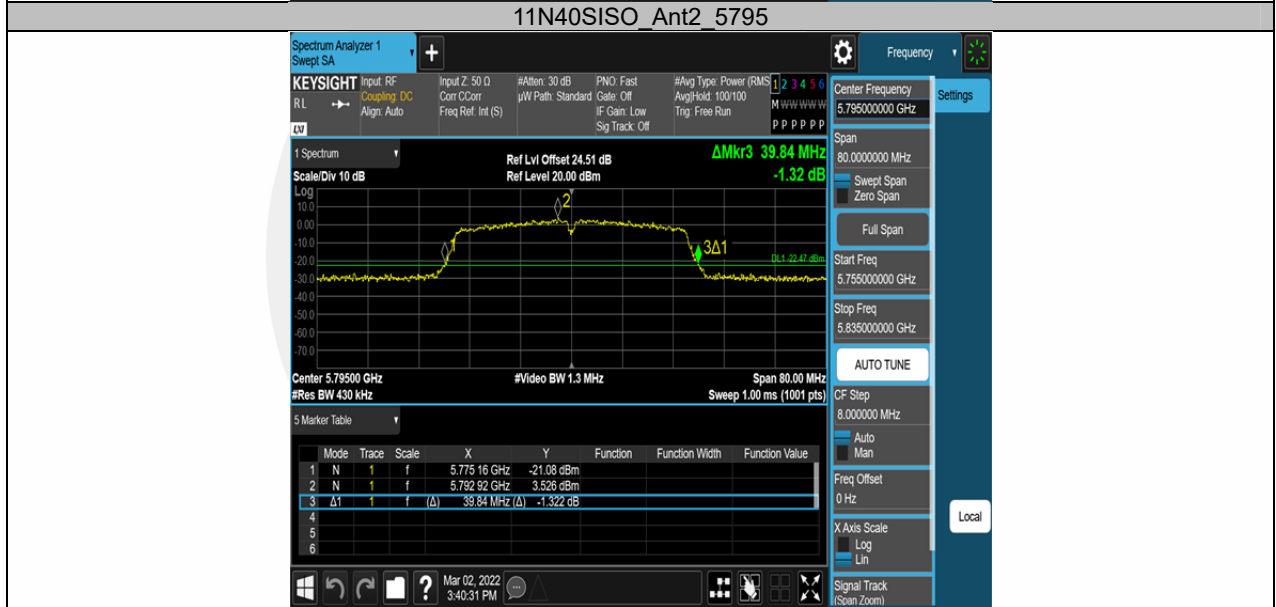 11N40SISO_Ant2_5795
Spectrum Analyzer 1
Swept SA
Frequency
KEYSIGHT
RL
LXI
Input: RF
Coupling: DC
Align: Auto
Input Z: 50 Ω
Corr CCorr
Freq Ref: Int (S)
#Atten: 30 dB
µW Path: Standard
PNO: Fast
Gate: Off
IF Gain: Low
Sig Track: Off
#Avg Type: Power (RMS
Avg|Hold: 100/100
Trig: Free Run
1 2 3 4 5 6
M W W W W W
P P P P P P
1 Spectrum
Scale/Div 10 dB
Ref Lvl Offset 24.51 dB
Ref Level 20.00 dBm
ΔMkr3 39.84 MHz
-1.32 dB
Log
10.0
0.00
-10.0
-20.0
-30.0
-40.0
-50.0
-60.0
-70.0
2
3Δ1
DL1 -22.47 dBm
Center 5.79500 GHz
#Video BW 1.3 MHz
Span 80.00 MHz
#Res BW 430 kHz
Sweep 1.00 ms (1001 pts)
5 Marker Table
Mode Trace Scale X Y Function Function Width Function Value
1 N 1 f 5.775 16 GHz -21.08 dBm
2 N 1 f 5.792 92 GHz 3.526 dBm
3 Δ1 1 f (Δ) 39.84 MHz (Δ) -1.322 dB
4
5
6
Mar 02, 2022
3:40:31 PM
Center Frequency
5.795000000 GHz
Settings
Span
80.0000000 MHz
Swept Span
Zero Span
Full Span
Start Freq
5.755000000 GHz
Stop Freq
5.835000000 GHz
AUTO TUNE
CF Step
8.000000 MHz
Auto
Man
Freq Offset
0 Hz
X Axis Scale
Log
Lin
Local
Signal Track
(Span Zoom)